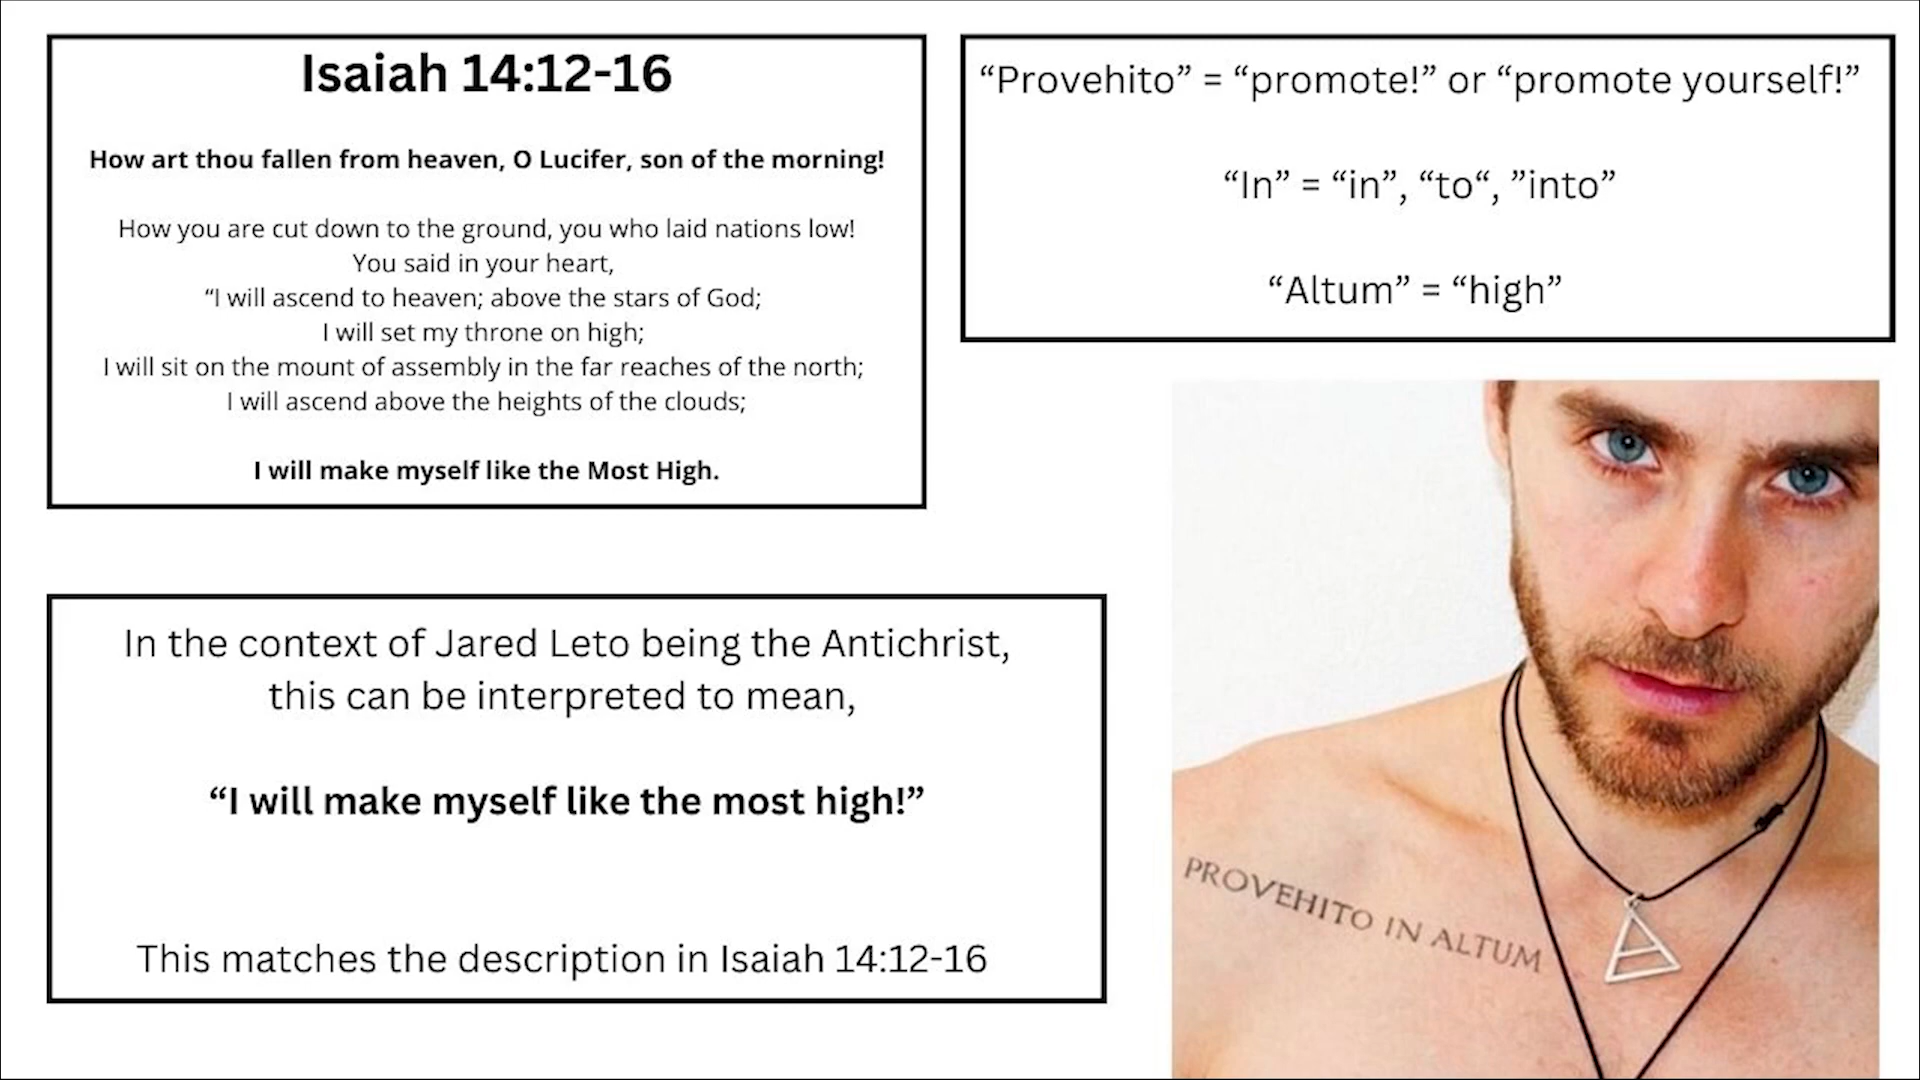 Isaiah 14:12-16
How art thou fallen from heaven, O Lucifer, son of the morning!
How you are cut down to the ground, you who laid nations low!
You said in your heart,
“I will ascend to heaven; above the stars of God;
I will set my throne on high;
I will sit on the mount of assembly in the far reaches of the north;
I will ascend above the heights of the clouds;
I will make myself like the Most High.
“Provehito” = “promote!” or “promote yourself!”
“In” = “in”, “to“, ”into”
“Altum” = “high”
In the context of Jared Leto being the Antichrist,
this can be interpreted to mean,
“I will make myself like the most high!”
This matches the description in Isaiah 14:12-16
PROVEHITO IN ALTUM